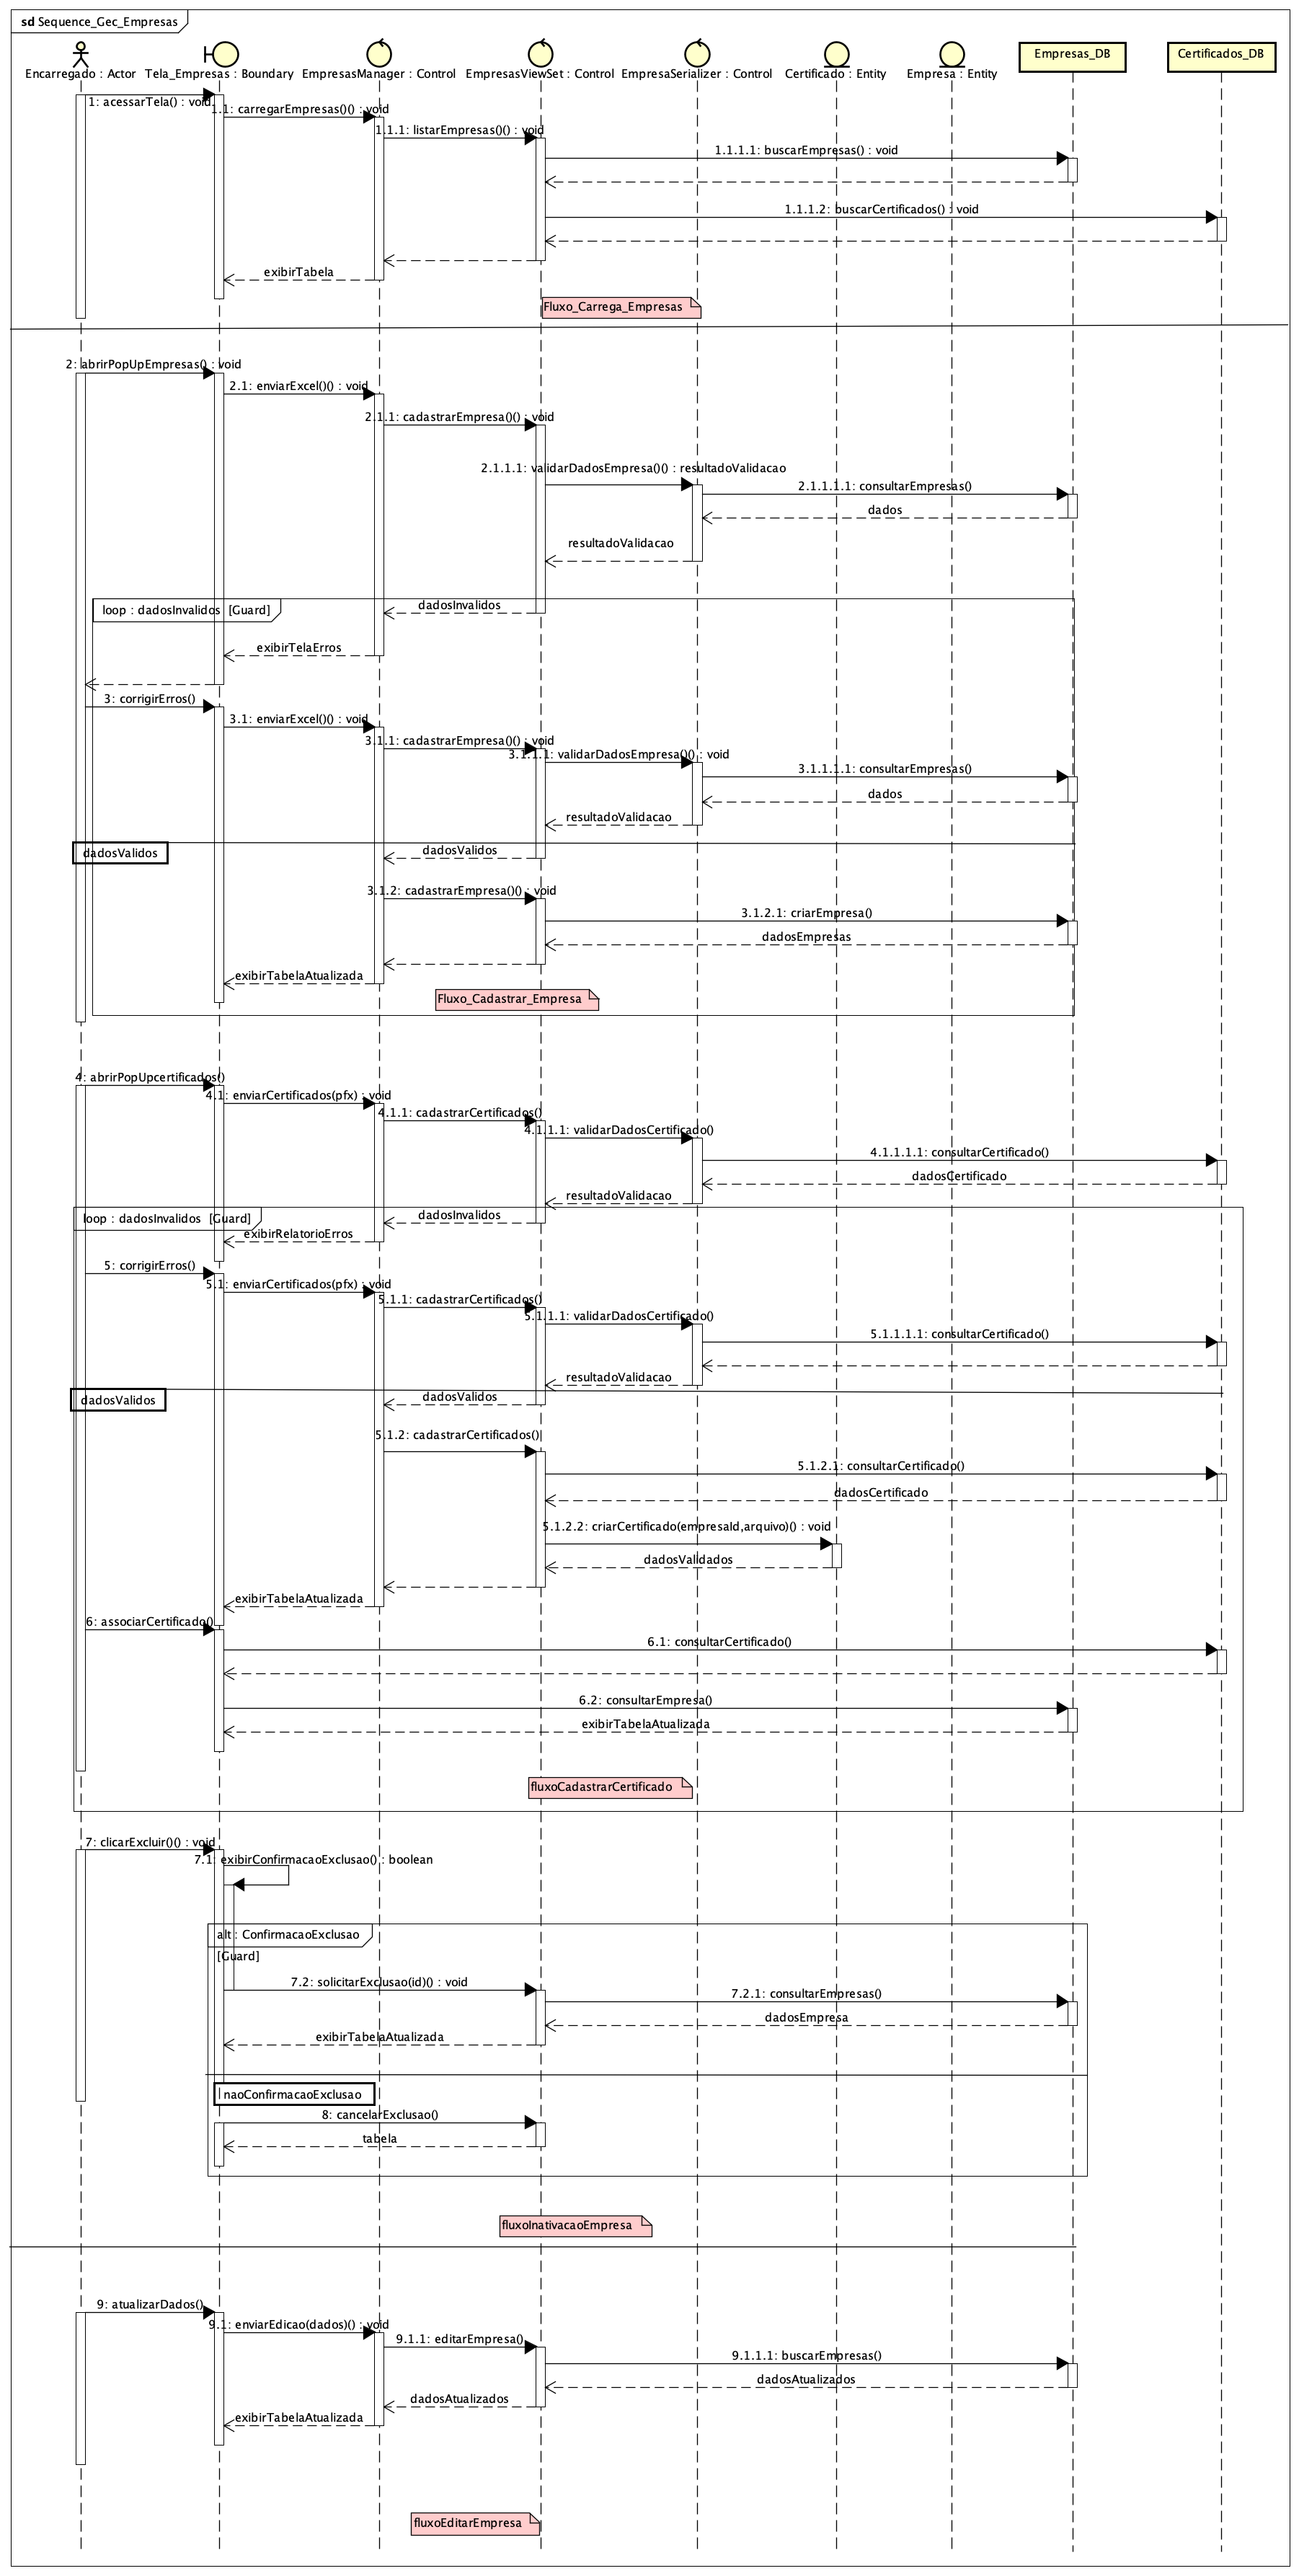 sd Sequence_Gec_Empresas
Encarregado : Actor
Tela_Empresas : Boundary
EmpresasManager : Control
EmpresasViewSet : Control
EmpresaSerializer : Control
Certificado : Entity
Empresa : Entity
Empresas_DB
Certificados_DB
1: acessarTela() : void
1.1: carregarEmpresas()() : void
1.1.1: listarEmpresas()() : void
1.1.1.1: buscarEmpresas() : void
1.1.1.2: buscarCertificados() : void
exibirTabela
Fluxo_Carrega_Empresas
2: abrirPopUpEmpresas() : void
2.1: enviarExcel()() : void
2.1.1: cadastrarEmpresa()() : void
2.1.1.1: validarDadosEmpresa()() : resultadoValidacao
2.1.1.1.1: consultarEmpresas()
dados
resultadoValidacao
loop : dadosInvalidos [Guard]
dadosInvalidos
exibirTelaErros
3: corrigirErros()
3.1: enviarExcel()() : void
3.1.1: cadastrarEmpresa()() : void
3.1.1.1: validarDadosEmpresa()() : void
3.1.1.1.1: consultarEmpresas()
dados
resultadoValidacao
dadosValidos
dadosValidos
3.1.2: cadastrarEmpresa()() : void
3.1.2.1: criarEmpresa()
dadosEmpresas
exibirTabelaAtualizada
Fluxo_Cadastrar_Empresa
4: abrirPopUpcertificados()
4.1: enviarCertificados(pfx) : void
4.1.1: cadastrarCertificados()
4.1.1.1: validarDadosCertificado()
4.1.1.1.1: consultarCertificado()
dadosCertificado
resultadoValidacao
loop : dadosInvalidos [Guard]
dadosInvalidos
exibirRelatorioErros
5: corrigirErros()
5.1: enviarCertificados(pfx) : void
5.1.1: cadastrarCertificados()
5.1.1.1: validarDadosCertificado()
5.1.1.1.1: consultarCertificado()
resultadoValidacao
dadosValidos
dadosValidos
5.1.2: cadastrarCertificados()
5.1.2.1: consultarCertificado()
dadosCertificado
5.1.2.2: criarCertificado(empresaId,arquivo)() : void
dadosValidados
exibirTabelaAtualizada
6: associarCertificado()
6.1: consultarCertificado()
6.2: consultarEmpresa()
exibirTabelaAtualizada
fluxoCadastrarCertificado
7: clicarExcluir()() : void
7.1: exibirConfirmacaoExclusao() : boolean
alt : ConfirmacaoExclusao
[Guard]
7.2: solicitarExclusao(id)() : void
7.2.1: consultarEmpresas()
dadosEmpresa
exibirTabelaAtualizada
naoConfirmacaoExclusao
8: cancelarExclusao()
tabela
fluxoInativacaoEmpresa
9: atualizarDados()
9.1: enviarEdicao(dados)() : void
9.1.1: editarEmpresa()
9.1.1.1: buscarEmpresas()
dadosAtualizados
dadosAtualizados
exibirTabelaAtualizada
fluxoEditarEmpresa